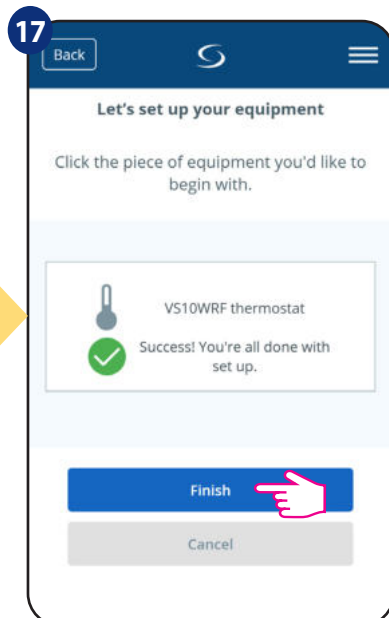 17
Back
Let's set up your equipment
Click the piece of equipment you'd like to
begin with.
VS10WRF thermostat
Success! You're all done with
set up.
Finish
Cancel